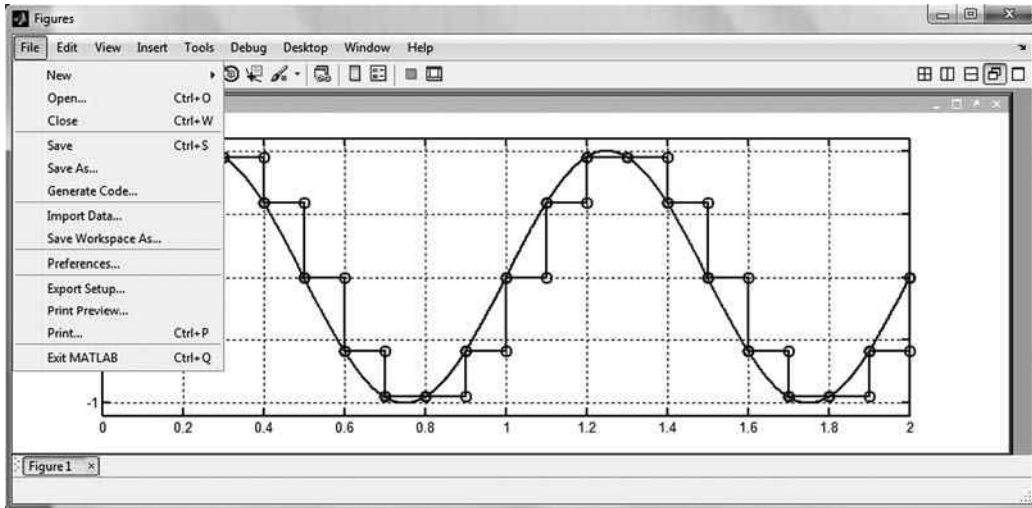 Figures
File Edit View Insert Tools Debug Desktop Window Help
New
Open... Ctrl+O
Close Ctrl+W
Save Ctrl+S
Save As...
Generate Code...
Import Data...
Save Workspace As...
Preferences...
Export Setup...
Print Preview...
Print... Ctrl+P
Exit MATLAB Ctrl+Q
-1
0 0.2 0.4 0.6 0.8 1 1.2 1.4 1.6 1.8 2
Figure 1